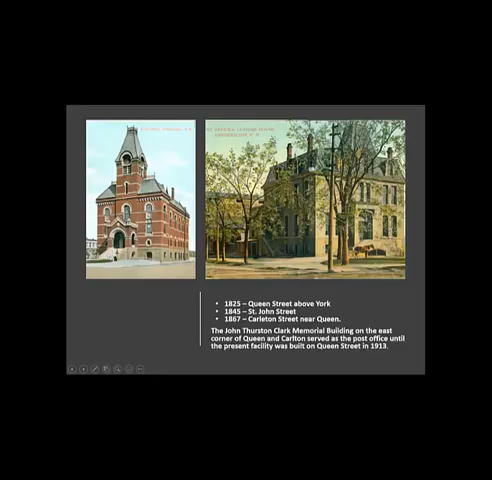 FREDERICTON, N. B.
• 1825 – Queen Street above York
• 1845 – St. John Street
• 1867 – Carleton Street near Queen.
The John Thurston Clark Memorial Building on the east
corner of Queen and Carlton served as the post office until
the present facility was built on Queen Street in 1913.